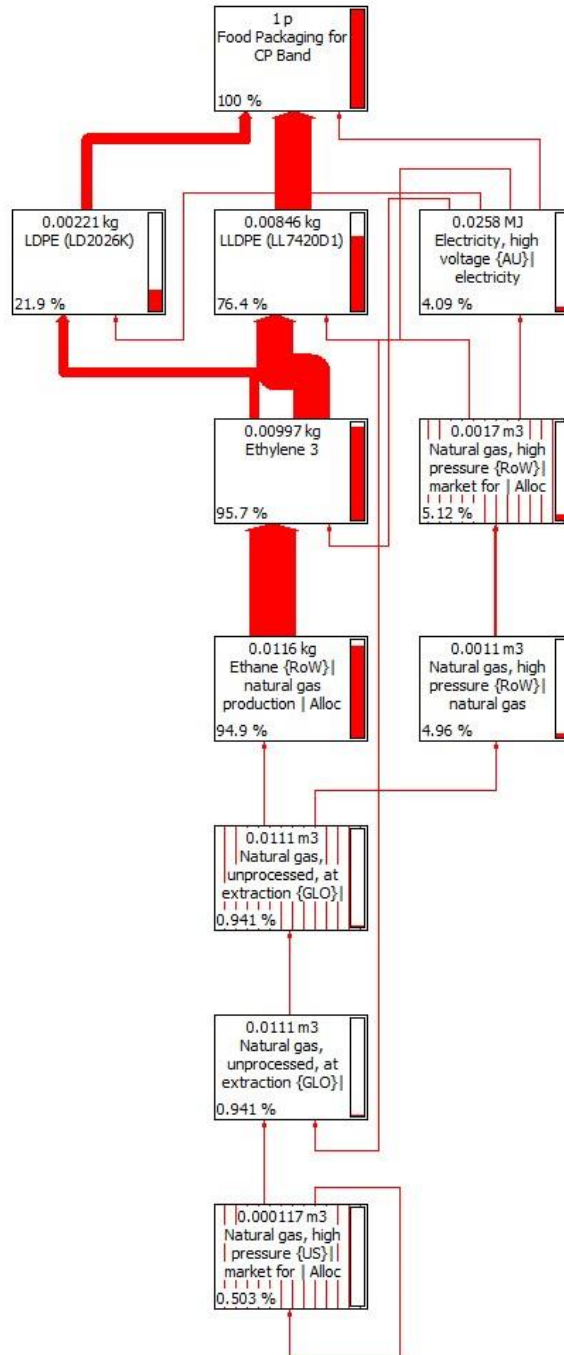 1 p
Food Packaging for
CP Band
100 %
0.00221 kg
LDPE (LD2026K)
21.9 %
0.00846 kg
LLDPE (LL7420D1)
76.4 %
0.0258 MJ
Electricity, high
voltage {AU}|
electricity
4.09 %
0.00997 kg
Ethylene 3
95.7 %
0.0017 m3
Natural gas, high
pressure {RoW}|
market for | Alloc
5.12 %
0.0116 kg
Ethane {RoW}|
natural gas
production | Alloc
94.9 %
0.0011 m3
Natural gas, high
pressure {RoW}|
natural gas
4.96 %
0.0111 m3
Natural gas,
unprocessed, at
extraction {GLO}|
0.941 %
0.0111 m3
Natural gas,
unprocessed, at
extraction {GLO}|
0.941 %
0.000117 m3
Natural gas, high
pressure {US}|
market for | Alloc
0.503 %